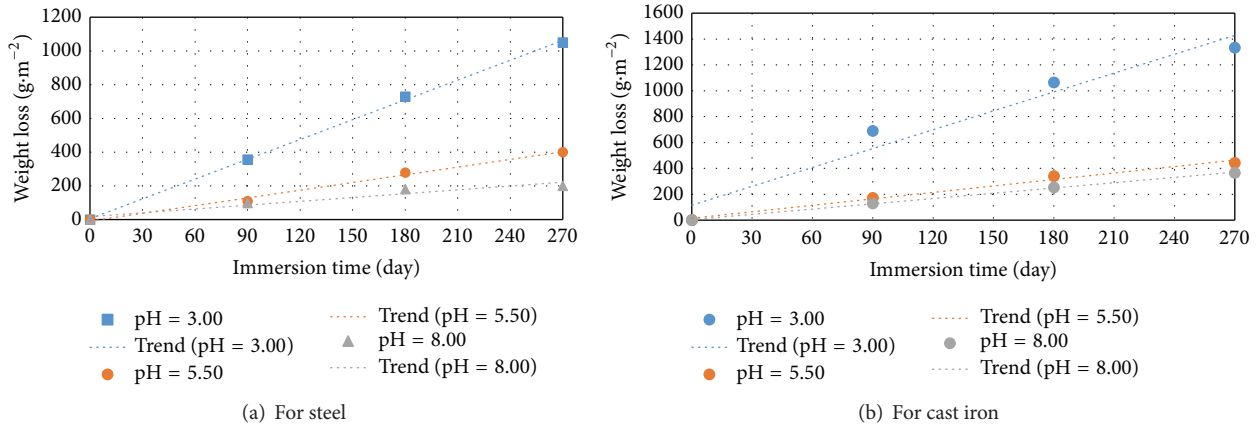 1200
1000
800
600
400
200
0
Weight loss (g·m⁻²)
0 30 60 90 120 150 180 210 240 270
Immersion time (day)
pH = 3.00
Trend (pH = 3.00)
pH = 5.50
Trend (pH = 5.50)
pH = 8.00
Trend (pH = 8.00)
(a) For steel
1600
1400
1200
1000
800
600
400
200
0
Weight loss (g·m⁻²)
0 30 60 90 120 150 180 210 240 270
Immersion time (day)
pH = 3.00
Trend (pH = 3.00)
pH = 5.50
Trend (pH = 5.50)
pH = 8.00
Trend (pH = 8.00)
(b) For cast iron